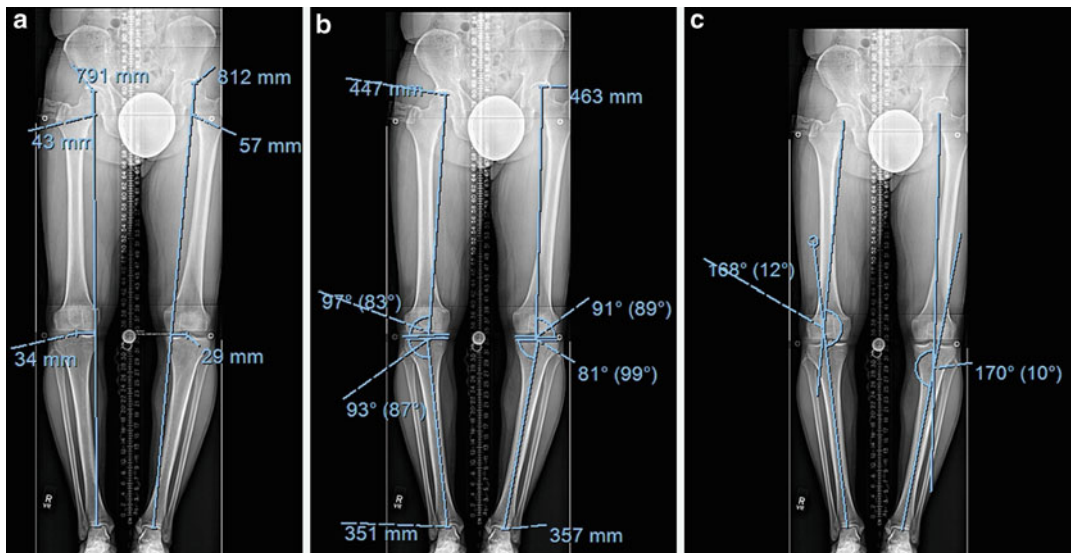 a
791 mm
812 mm
43 mm
57 mm
34 mm
29 mm
R
b
447 mm
463 mm
97° (83°)
91° (89°)
93° (87°)
81° (99°)
351 mm
357 mm
R
c
168° (12°)
170° (10°)
R